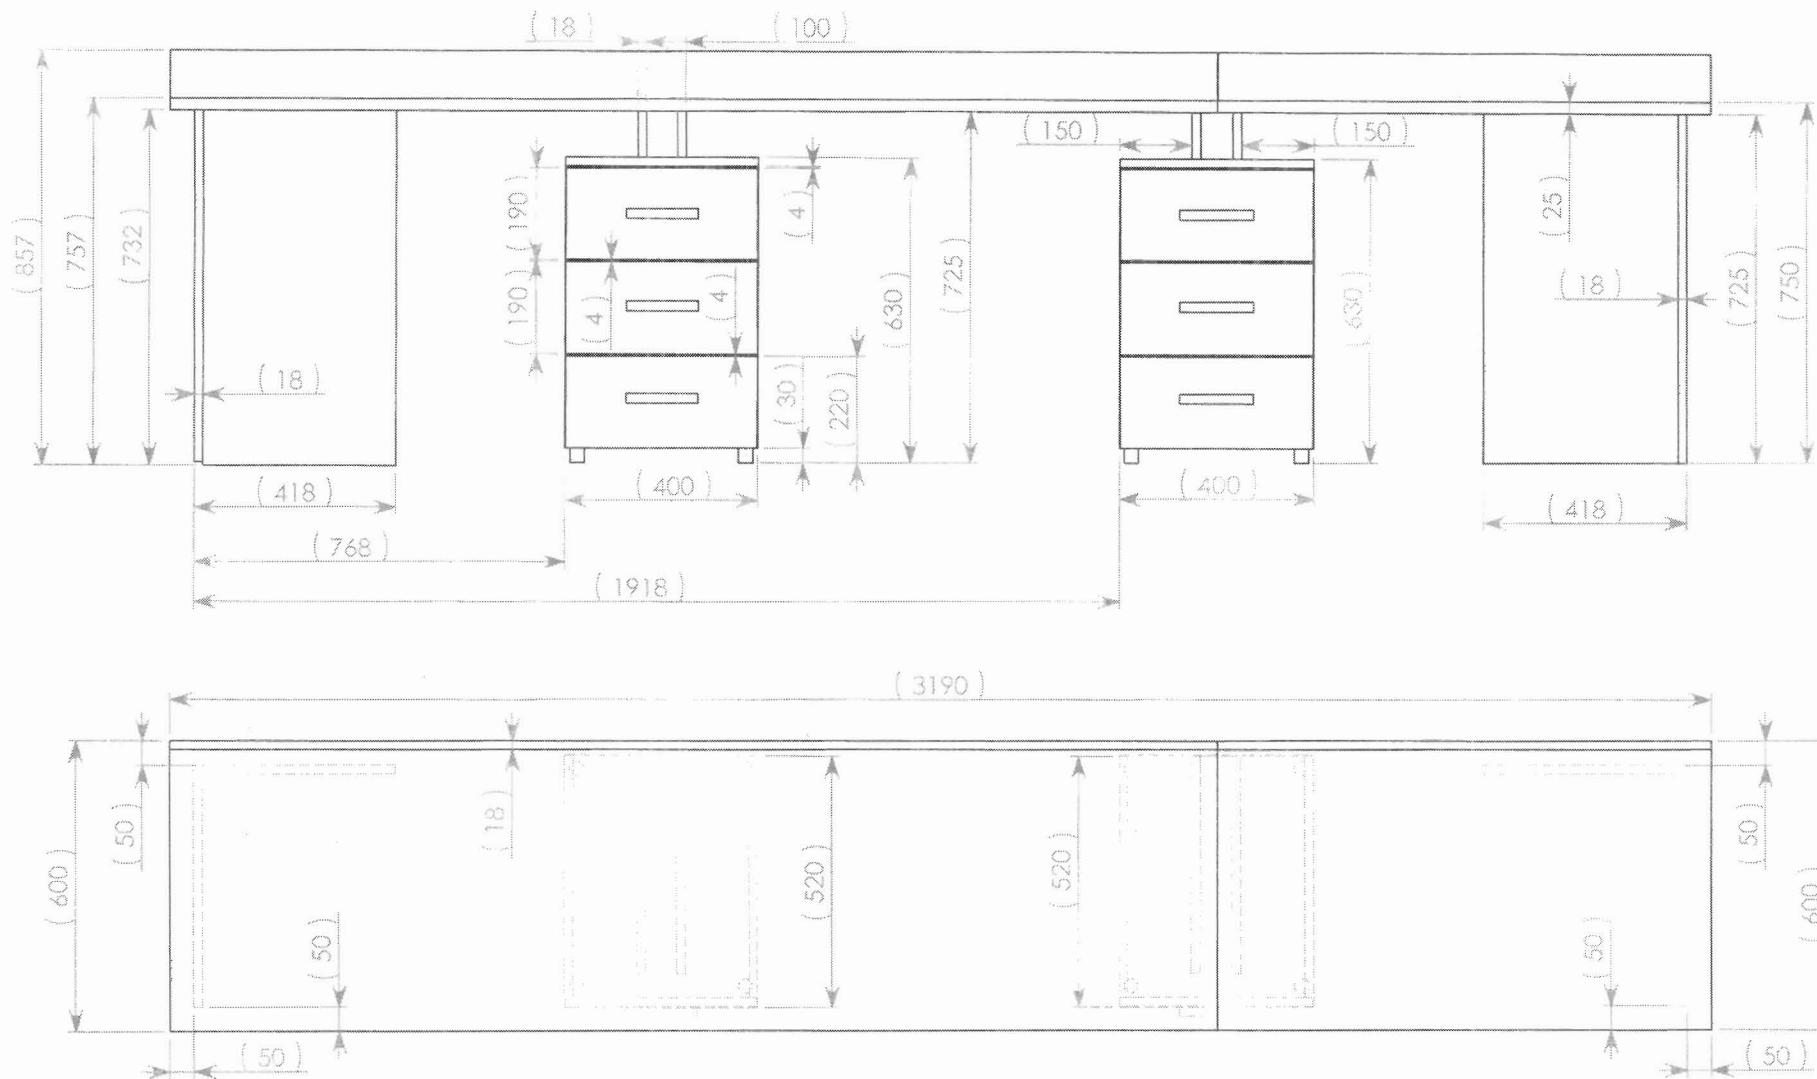 ( 18 )
( 100 )
( 857 )
( 757 )
( 732 )
( 190 )
( 190 )
( 4 )
( 4 )
( 4 )
( 18 )
( 30 )
( 220 )
( 630 )
( 725 )
( 150 )
( 150 )
( 630 )
( 25 )
( 18 )
( 725 )
( 750 )
( 418 )
( 400 )
( 400 )
( 418 )
( 768 )
( 1918 )
( 3190 )
( 600 )
( 50 )
( 18 )
( 50 )
( 520 )
( 520 )
( 50 )
( 50 )
( 600 )
( 50 )
( 50 )